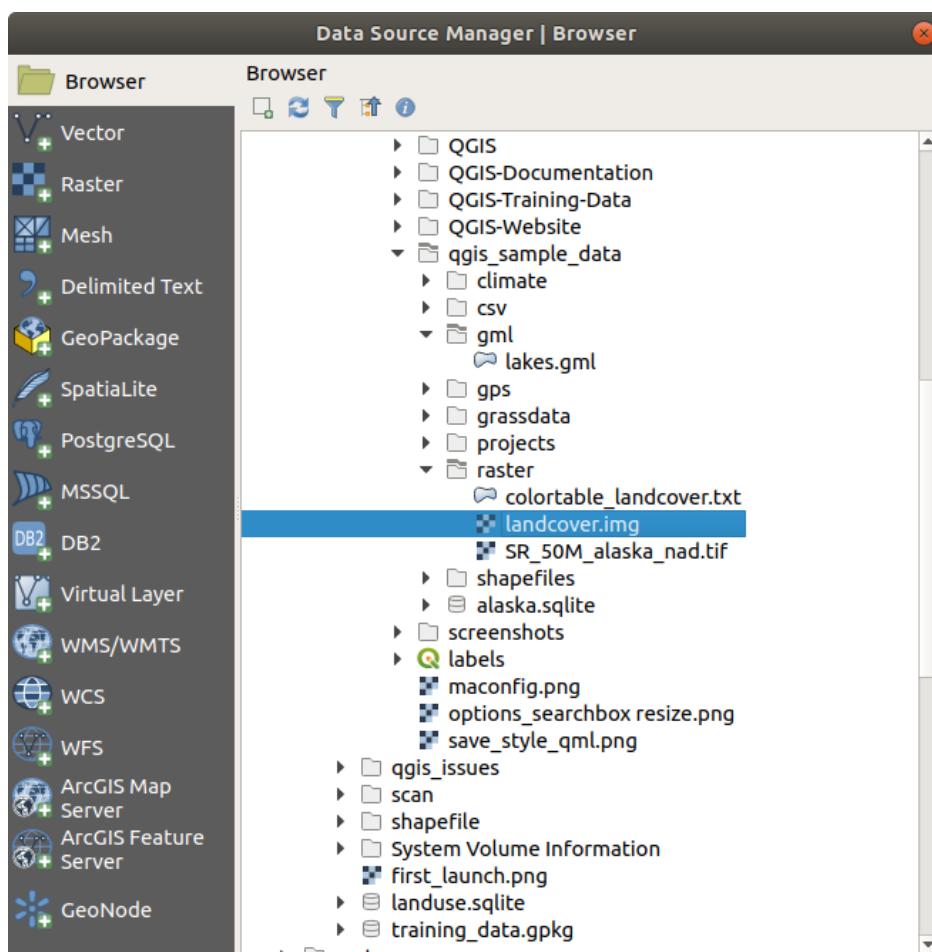 Data Source Manager | Browser
Browser
Vector
Raster
Mesh
Delimited Text
GeoPackage
SpatiaLite
PostgreSQL
MSSQL
DB2
DB2
Virtual Layer
WMS/WMTS
WCS
WFS
ArcGIS Map
Server
ArcGIS Feature
Server
GeoNode
Browser
QGIS
QGIS-Documentation
QGIS-Training-Data
QGIS-Website
qgis_sample_data
climate
csv
gml
lakes.gml
gps
grassdata
projects
raster
colortable_landcover.txt
landcover.img
SR_50M_alaska_nad.tif
shapefiles
alaska.sqlite
screenshots
labels
maconfig.png
options_searchbox resize.png
save_style_qml.png
qgis_issues
scan
shapefile
System Volume Information
first_launch.png
landuse.sqlite
training_data.gpkg